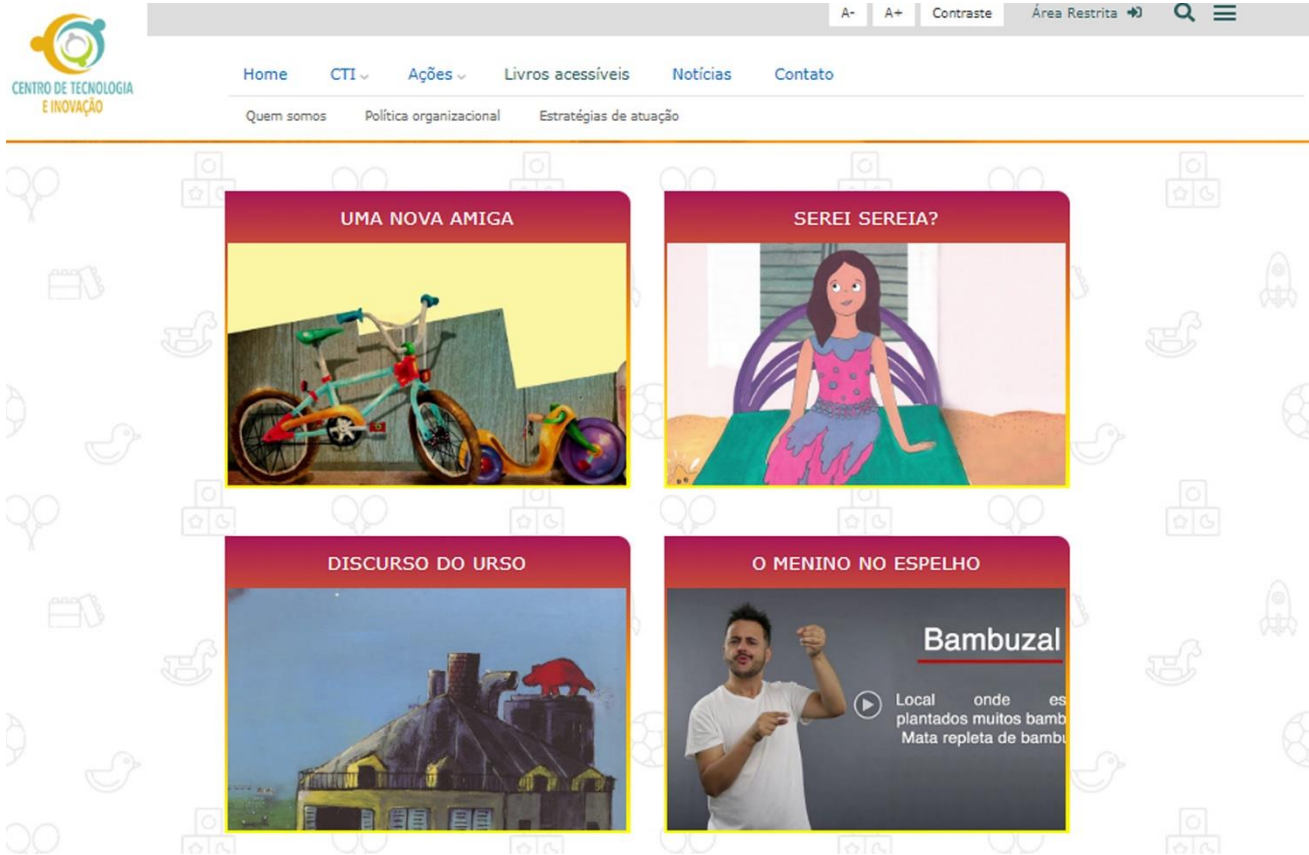 A- A+ Contraste Área Restrita
CENTRO DE TECNOLOGIA
E INOVAÇÃO
Home CTI Ações Livros acessíveis Notícias Contato
Quem somos Política organizacional Estratégias de atuação
UMA NOVA AMIGA
SEREI SEREIA?
DISCURSO DO URSO
O MENINO NO ESPELHO
Bambuzal
Local onde es
plantados muitos bamb
Mata repleta de bambu